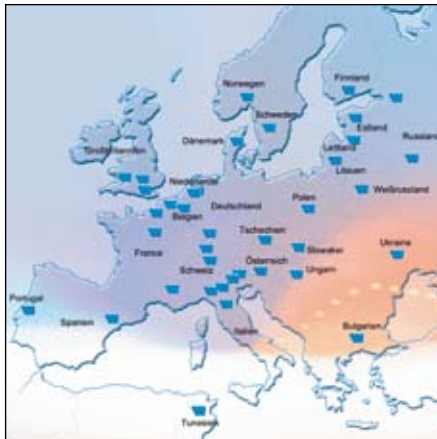 Norwegen
Finnland
Schweden
Estland
Großbritannien
Dänemark
Russland
Lettland
Litauen
Niederlande
Weißrussland
Deutschland
Polen
Belgien
Tschechien
France
Slowakei
Ukraine
Österreich
Schweiz
Ungarn
Portugal
Spanien
Italien
Bulgarien
Tunesien